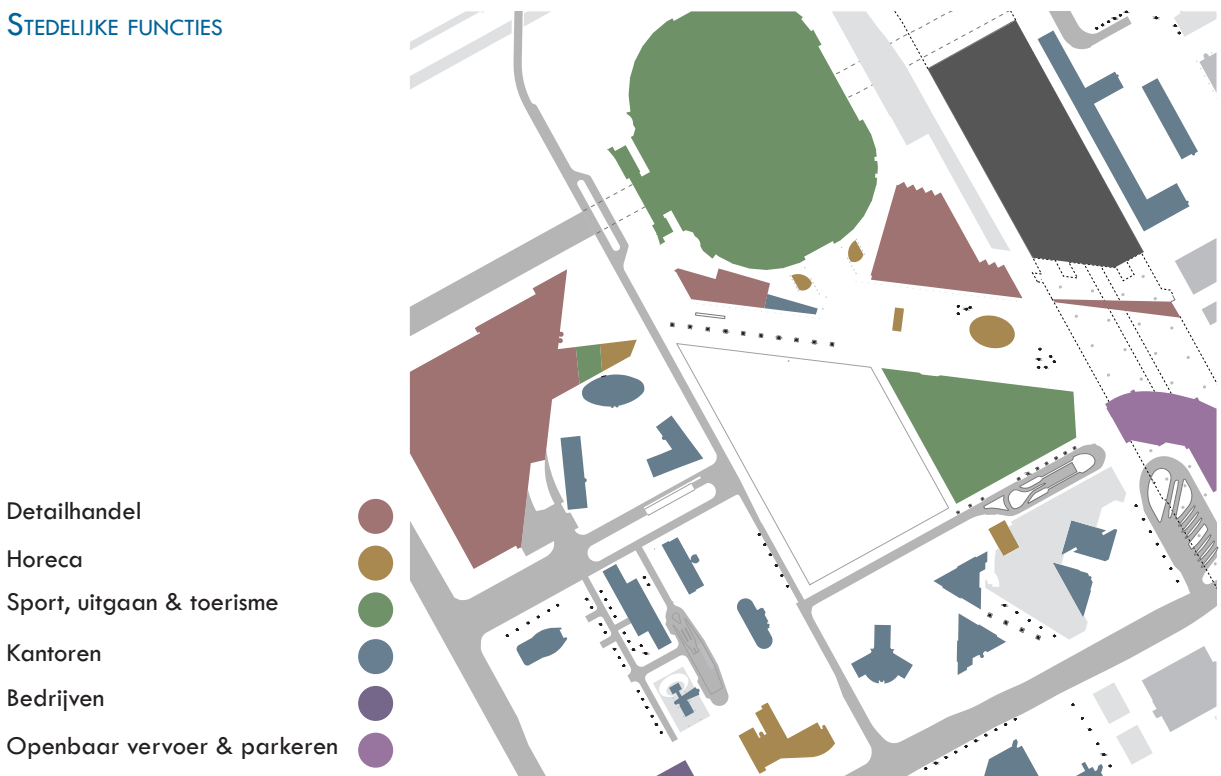 STEDELIJKE FUNCTIES
Detailhandel
Horeca
Sport, uitgaan & toerisme
Kantoren
Bedrijven
Openbaar vervoer & parkeren